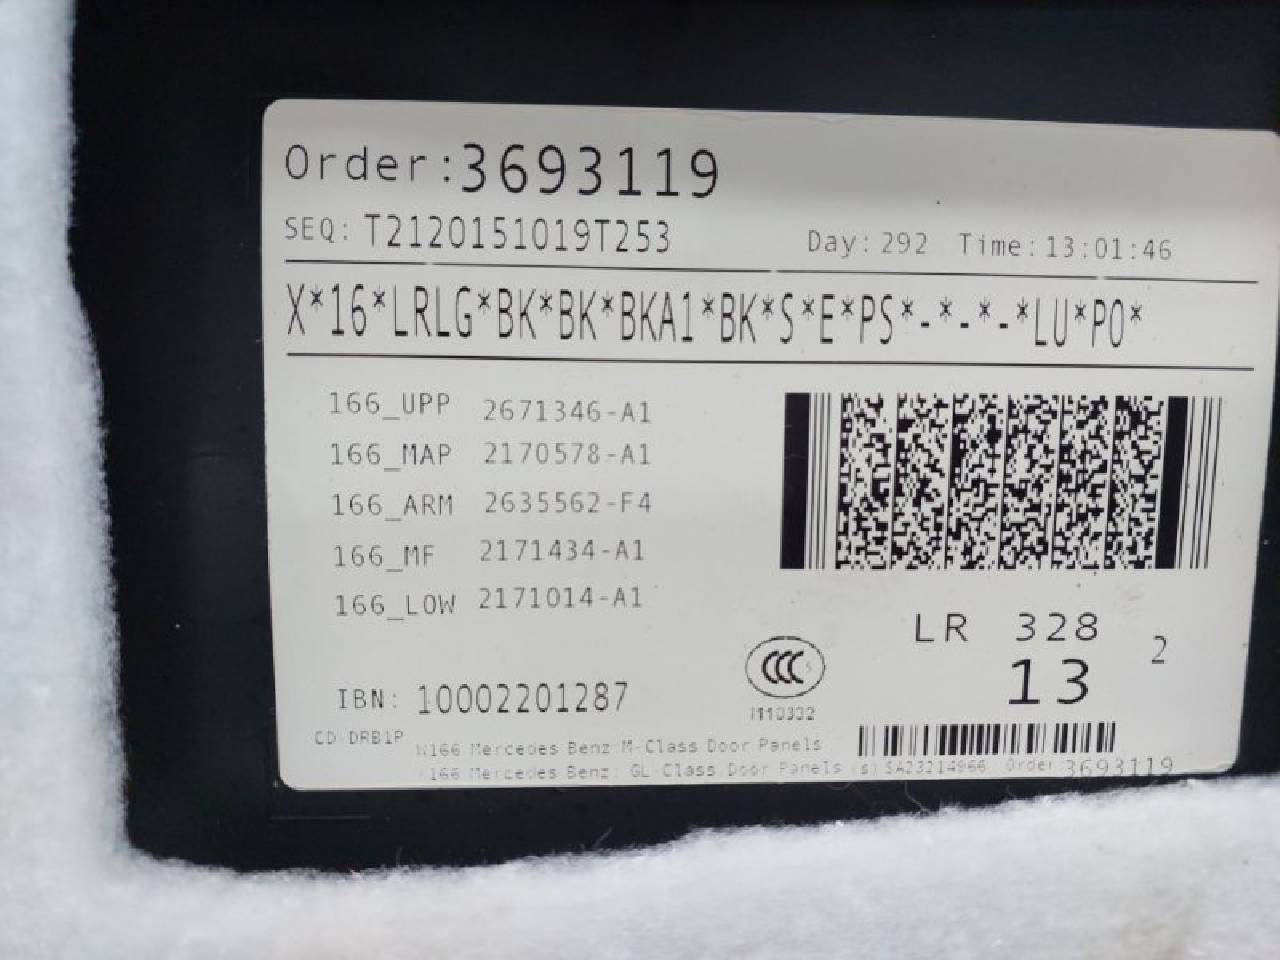 Order:3693119
SEQ: T2120151019T253 Day:292 Time:13:01:46
X*16*LRLG*BK*BK*BKA1*BK*S*E*PS*-*-*-*LU*PO*
166_UPP 2671346-A1
166_MAP 2170578-A1
166_ARM 2635562-F4
166_MF 2171434-A1
166_LOW 2171014-A1
LR 328 2
13
CCC S
IBN: 10002201287
CD DRB1P W166 Mercedes Benz M-Class Door Panels
X166 Mercedes Benz: GL Class Door Panels (s) SA23214966 Order 3693119